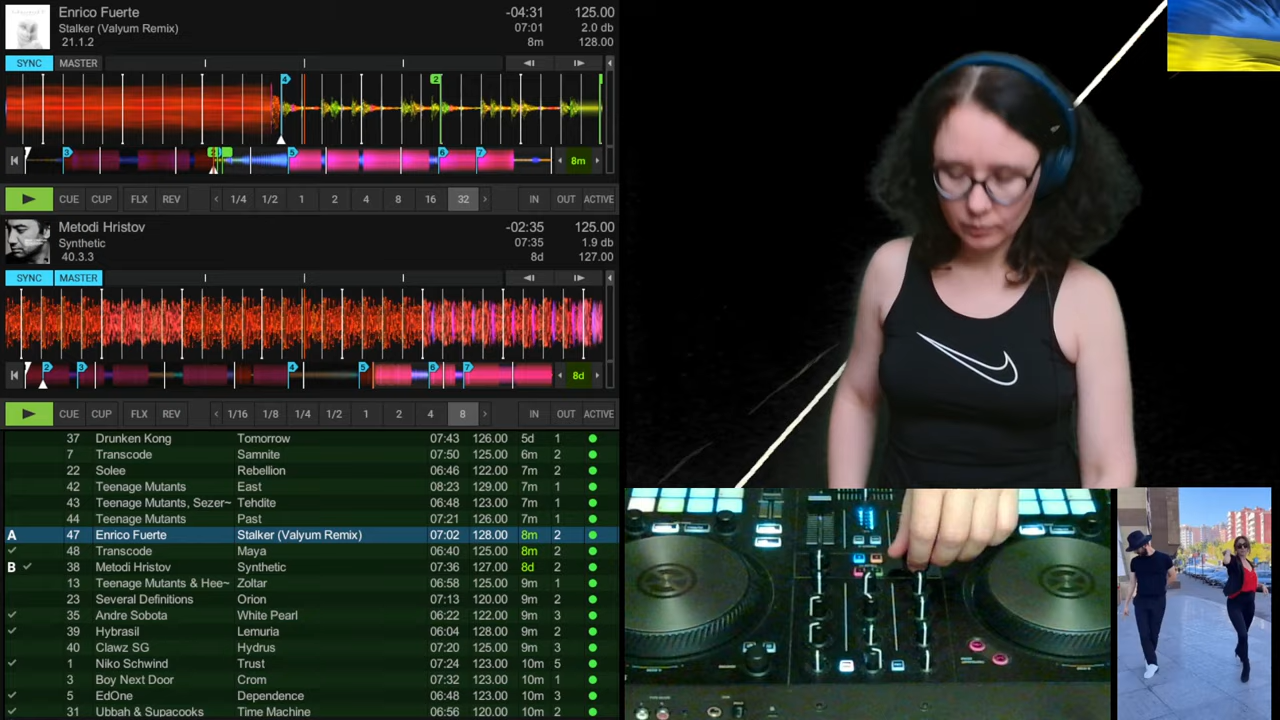 Enrico Fuerte -04:31 125.00
Stalker (Valyum Remix) 07:01 2.0 db
21.1.2 8m 128.00
SYNC MASTER
4 2
3 2 5 6 7 8m
CUE CUP FLX REV 1/4 1/2 1 2 4 8 16 32 IN OUT ACTIVE
Metodi Hristov -02:35 125.00
Synthetic 07:35 1.9 db
40.3.3 8d 127.00
SYNC MASTER
2 3 4 5 6 7 8d
CUE CUP FLX REV 1/16 1/8 1/4 1/2 1 2 4 8 IN OUT ACTIVE
37 Drunken Kong Tomorrow 07:43 126.00 5d 1
7 Transcode Samnite 07:50 125.00 6m 2
22 Solee Rebellion 06:46 122.00 7m 2
42 Teenage Mutants East 08:23 129.00 7m 1
43 Teenage Mutants, Sezer~ Tehdite 06:48 123.00 7m 1
44 Teenage Mutants Past 07:21 126.00 7m 1
A 47 Enrico Fuerte Stalker (Valyum Remix) 07:02 128.00 8m 2
48 Transcode Maya 06:40 125.00 8m 2
B 38 Metodi Hristov Synthetic 07:36 127.00 8d 2
13 Teenage Mutants & Hee~ Zoltar 06:58 125.00 9m 1
23 Several Definitions Orion 07:13 120.00 9m 2
35 Andre Sobota White Pearl 06:22 122.00 9m 3
39 Hybrasil Lemuria 06:04 128.00 9m 2
40 Clawz SG Hydrus 07:20 125.00 9m 3
1 Niko Schwind Trust 07:24 123.00 10m 5
3 Boy Next Door Crom 07:32 123.00 10m 1
5 EdOne Dependence 06:48 123.00 10m 3
31 Ubbah & Supacooks Time Machine 06:56 120.00 10m 2